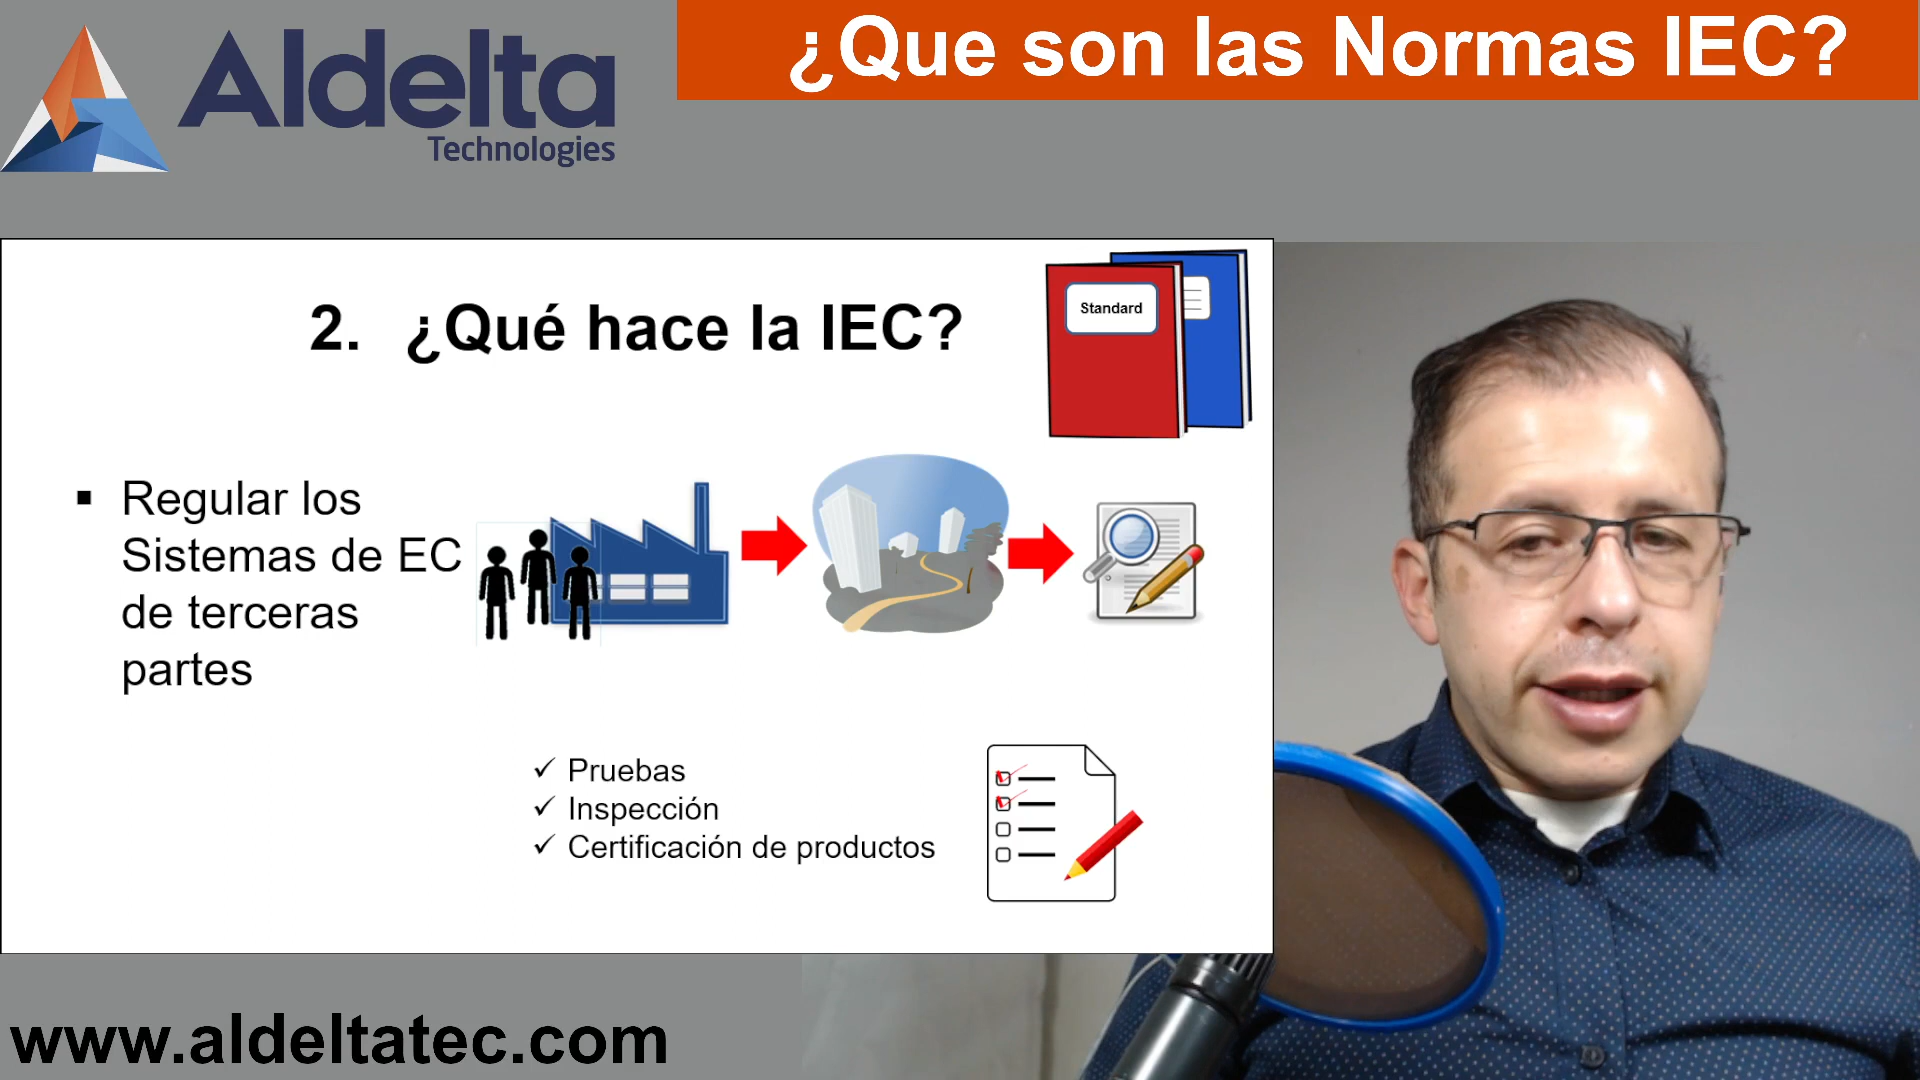 Aldelta
Technologies
¿Que son las Normas IEC?
2. ¿Qué hace la IEC?
Standard
▪ Regular los
Sistemas de EC
de terceras
partes
✓ Pruebas
✓ Inspección
✓ Certificación de productos
www.aldeltatec.com